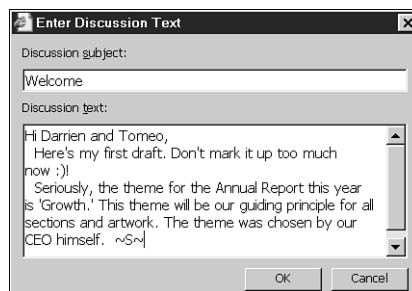 Enter Discussion Text
Discussion subject:
Welcome
Discussion text:
Hi Darrien and Tomeo,
Here's my first draft. Don't mark it up too much
now :)!
Seriously, the theme for the Annual Report this year
is 'Growth.' This theme will be our guiding principle for all
sections and artwork. The theme was chosen by our
CEO himself. ~S~
OK Cancel